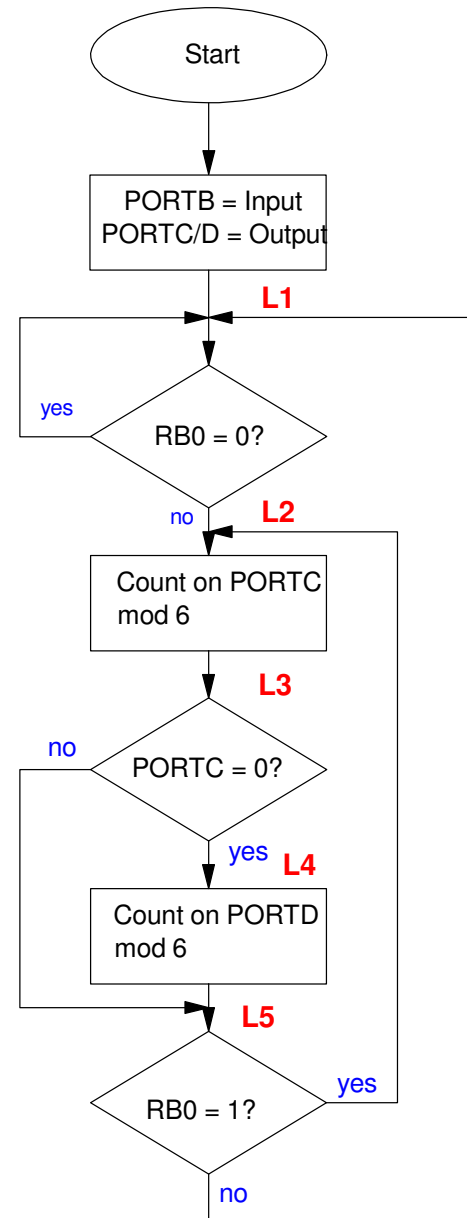 Start
PORTB = Input
PORTC/D = Output
L1
yes
RB0 = 0?
no
L2
Count on PORTC
mod 6
L3
no
PORTC = 0?
yes
L4
Count on PORTD
mod 6
L5
yes
RB0 = 1?
no